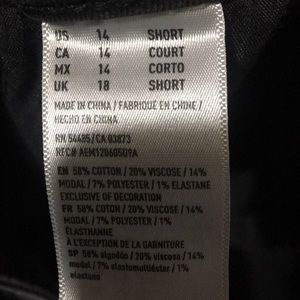 US 14 SHORT
CA 14 COURT
MX 14 CORTO
UK 18 SHORT
MADE IN CHINA / FABRIQUÉ EN CHINE /
HECHO EN CHINA
RN 54485/CA 03873
RFC# AEM120605U9A
EN 58% COTTON / 20% VISCOSE / 14%
MODAL / 7% POLYESTER / 1% ELASTANE
EXCLUSIVE OF DECORATION
FR 58% COTON / 20% VISCOSE / 14%
MODAL / 7% POLYESTER / 1%
ÉLASTHANNE
À L'EXCEPTION DE LA GARNITURE
SP 58% algodón / 20% viscosa / 14%
modal / 7% elastomultiéster / 1%
elastano